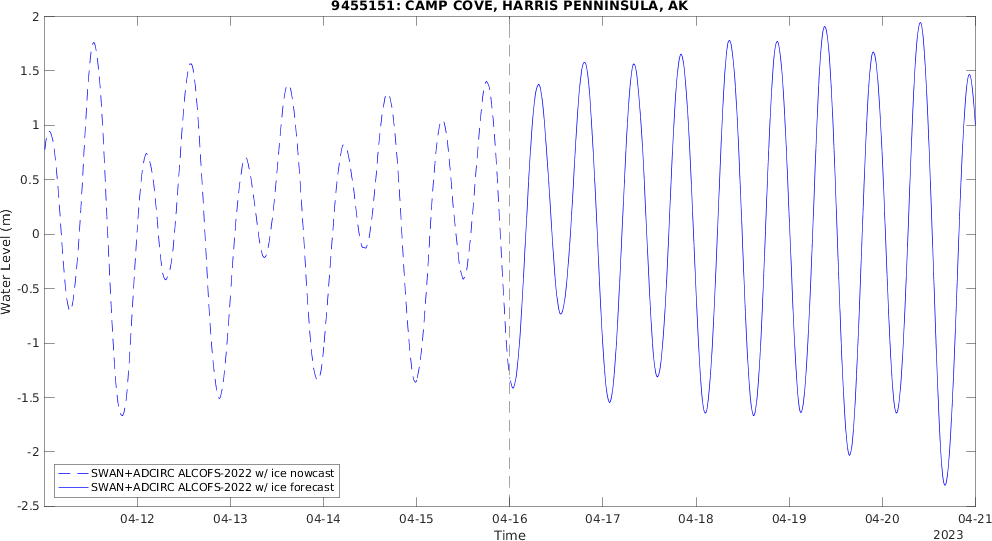 9455151: CAMP COVE, HARRIS PENNINSULA, AK
Water Level (m)
2
1.5
1
0.5
0
-0.5
-1
-1.5
-2
-2.5
SWAN+ADCIRC ALCOFS-2022 w/ ice nowcast
SWAN+ADCIRC ALCOFS-2022 w/ ice forecast
04-12 04-13 04-14 04-15 04-16 04-17 04-18 04-19 04-20 04-21
Time
2023